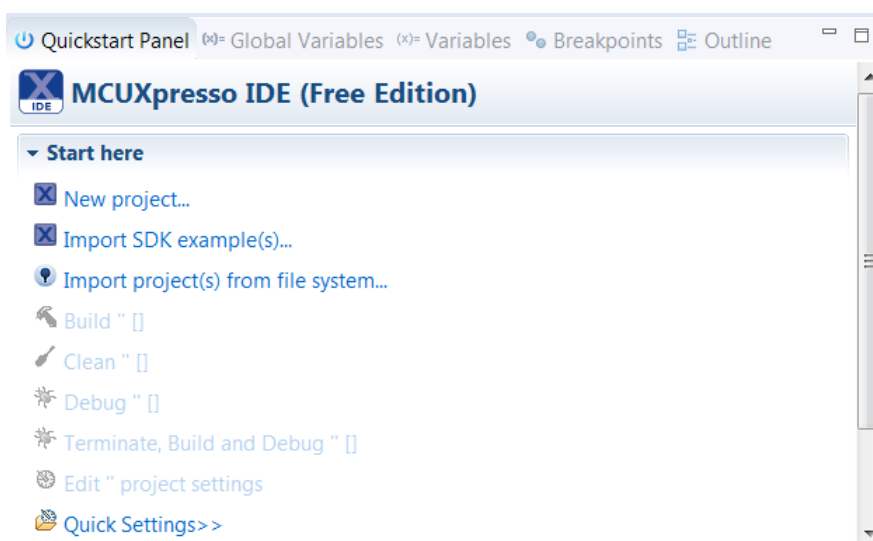 Quickstart Panel (x)= Global Variables (x)= Variables Breakpoints Outline
IDE MCUXpresso IDE (Free Edition)
Start here
New project...
Import SDK example(s)...
Import project(s) from file system...
Build '' []
Clean '' []
Debug '' []
Terminate, Build and Debug '' []
Edit '' project settings
Quick Settings>>